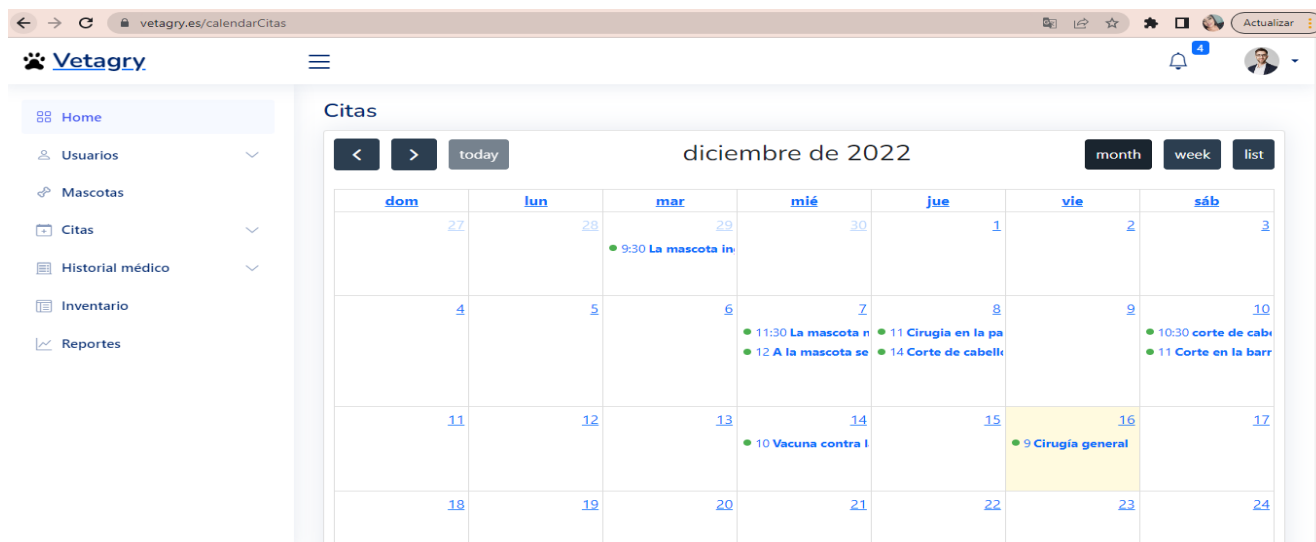 vetagry.es/calendarCitas
Actualizar
Vetagry
4
Home
Usuarios
Mascotas
Citas
Historial médico
Inventario
Reportes
Citas
today
diciembre de 2022
month week list
dom lun mar mié jue vie sáb
27 28 29 30 1 2 3
9:30 La mascota in
4 5 6 7 8 9 10
11:30 La mascota n 11 Cirugia en la pa 10:30 corte de cab
12 A la mascota se 14 Corte de cabell 11 Corte en la barr
11 12 13 14 15 16 17
10 Vacuna contra l 9 Cirugía general
18 19 20 21 22 23 24